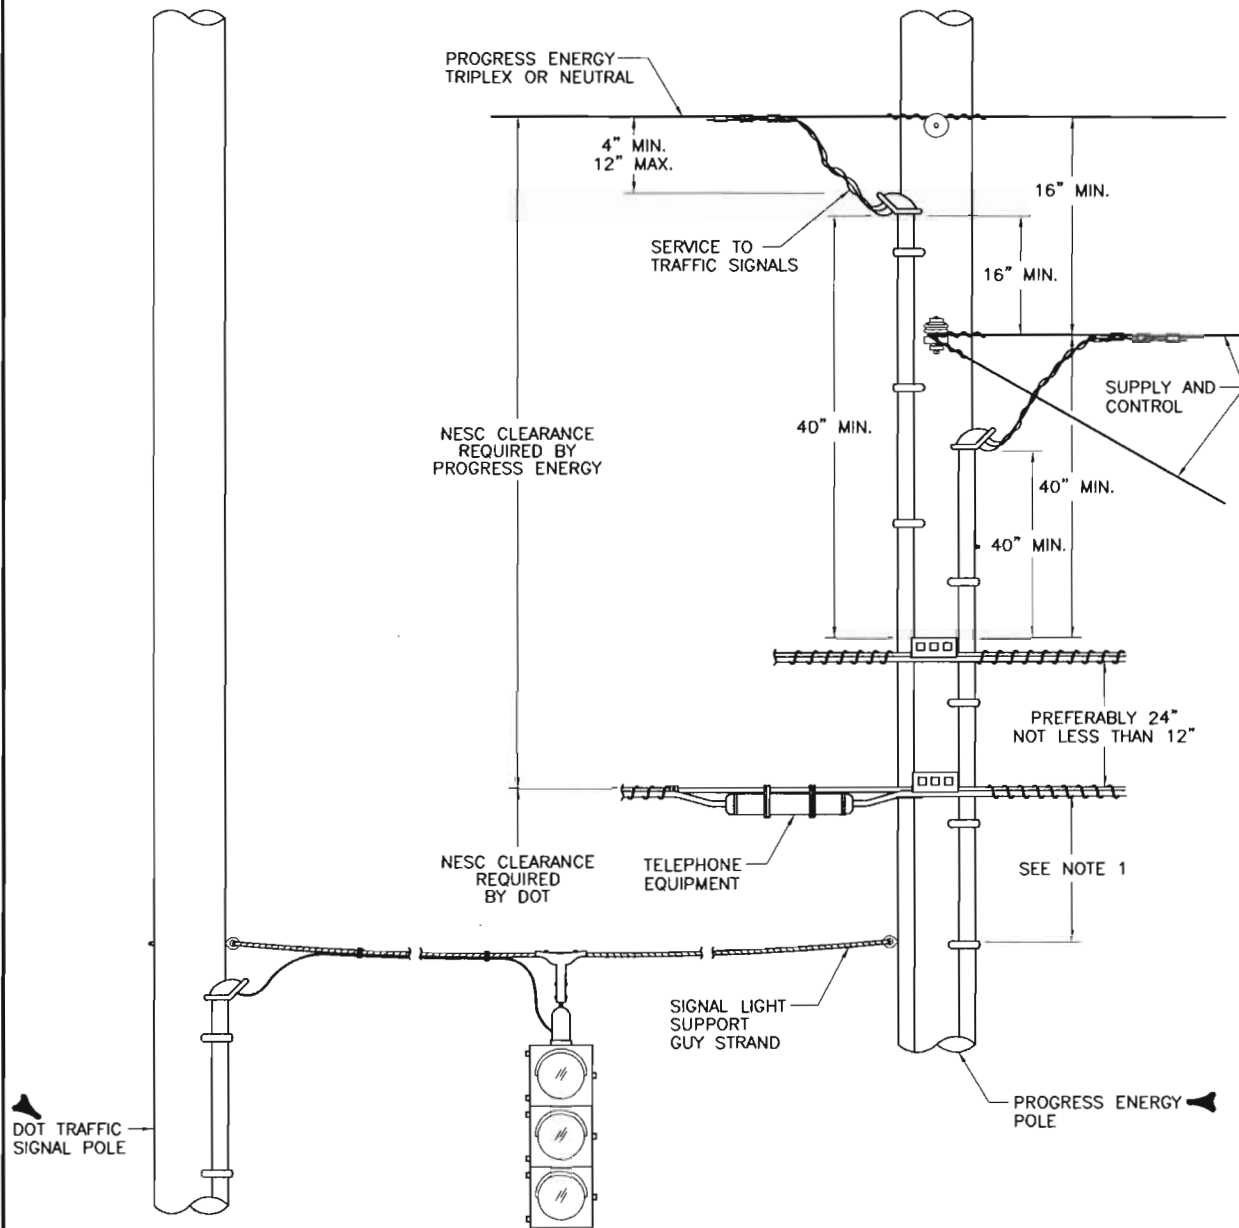 PROGRESS ENERGY
TRIPLEX OR NEUTRAL
4" MIN.
12" MAX.
16" MIN.
SERVICE TO
TRAFFIC SIGNALS
16" MIN.
SUPPLY AND
CONTROL
40" MIN.
NESC CLEARANCE
REQUIRED BY
PROGRESS ENERGY
40" MIN.
40" MIN.
PREFERABLY 24"
NOT LESS THAN 12"
NESC CLEARANCE
REQUIRED
BY DOT
TELEPHONE
EQUIPMENT
SEE NOTE 1
SIGNAL LIGHT
SUPPORT
GUY STRAND
DOT TRAFFIC
SIGNAL POLE
PROGRESS ENERGY
POLE